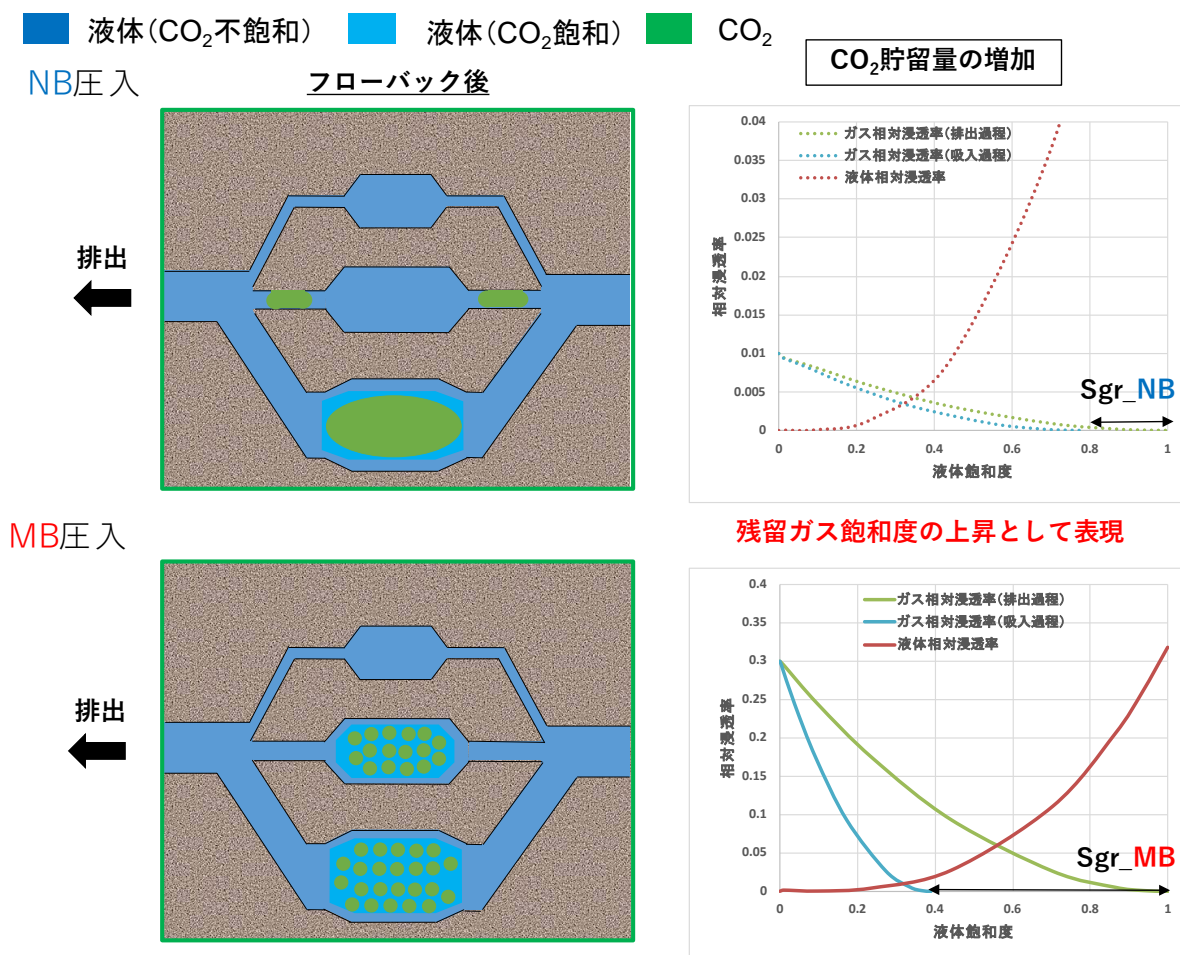 液体(CO₂不飽和) 液体(CO₂飽和) CO₂
NB圧入
フローバック後
CO₂貯留量の増加
排出
0.04
0.035
0.03
0.025
0.02
0.015
0.01
0.005
0
相対浸透率
ガス相対浸透率(排出過程)
ガス相対浸透率(吸入過程)
液体相対浸透率
Sgr_NB
0 0.2 0.4 0.6 0.8 1
液体飽和度
MB圧入
残留ガス飽和度の上昇として表現
排出
0.4
0.35
0.3
0.25
0.2
0.15
0.1
0.05
0
相対浸透率
ガス相対浸透率(排出過程)
ガス相対浸透率(吸入過程)
液体相対浸透率
Sgr_MB
0 0.2 0.4 0.6 0.8 1
液体飽和度